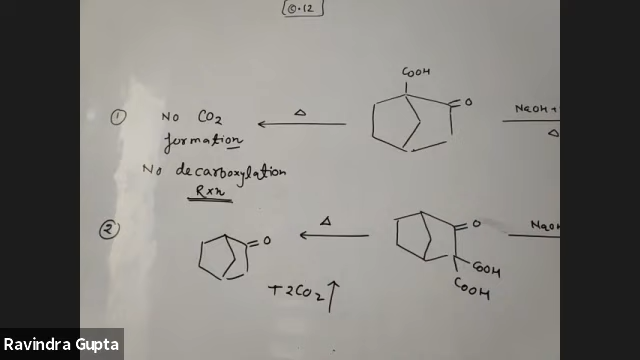 Q.12
COOH
O
① NO CO2 Δ NaOH+
formation Δ
No decarboxylation
Rxn
②
O Δ O NaOH
COOH
COOH
+ 2CO2 ↑
Ravindra Gupta